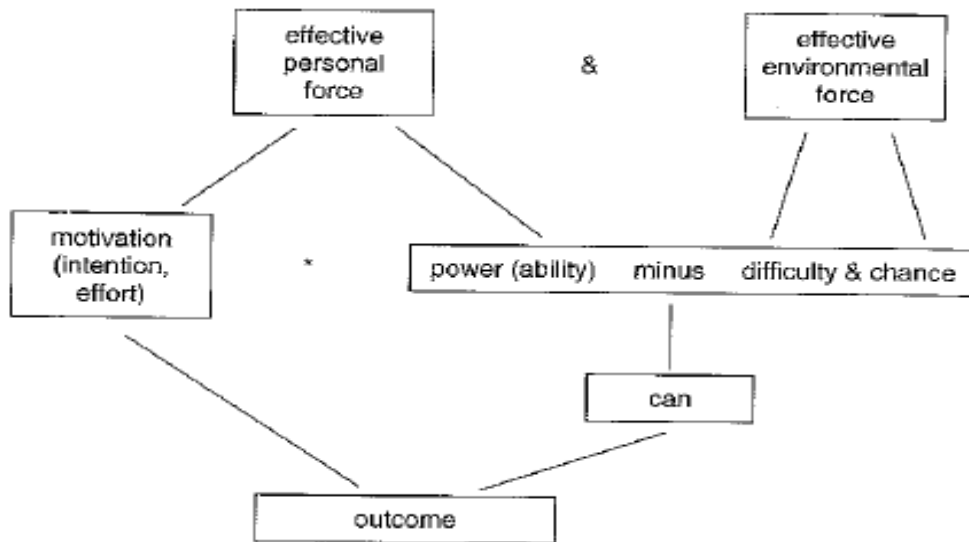 effective
personal
force
&
effective
environmental
force
motivation
(intention,
effort)
*
power (ability) minus difficulty & chance
can
outcome